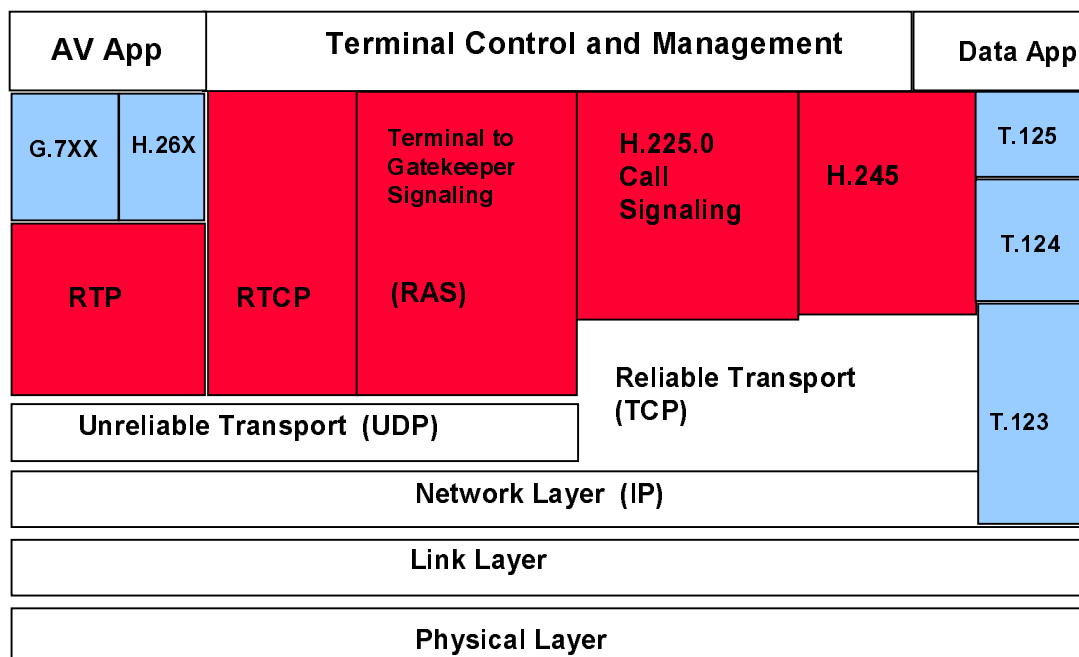 AV App
Terminal Control and Management
Data App
G.7XX
H.26X
RTP
RTCP
Terminal to
Gatekeeper
Signaling
(RAS)
H.225.0
Call
Signaling
H.245
T.125
T.124
T.123
Reliable Transport
(TCP)
Unreliable Transport (UDP)
Network Layer (IP)
Link Layer
Physical Layer